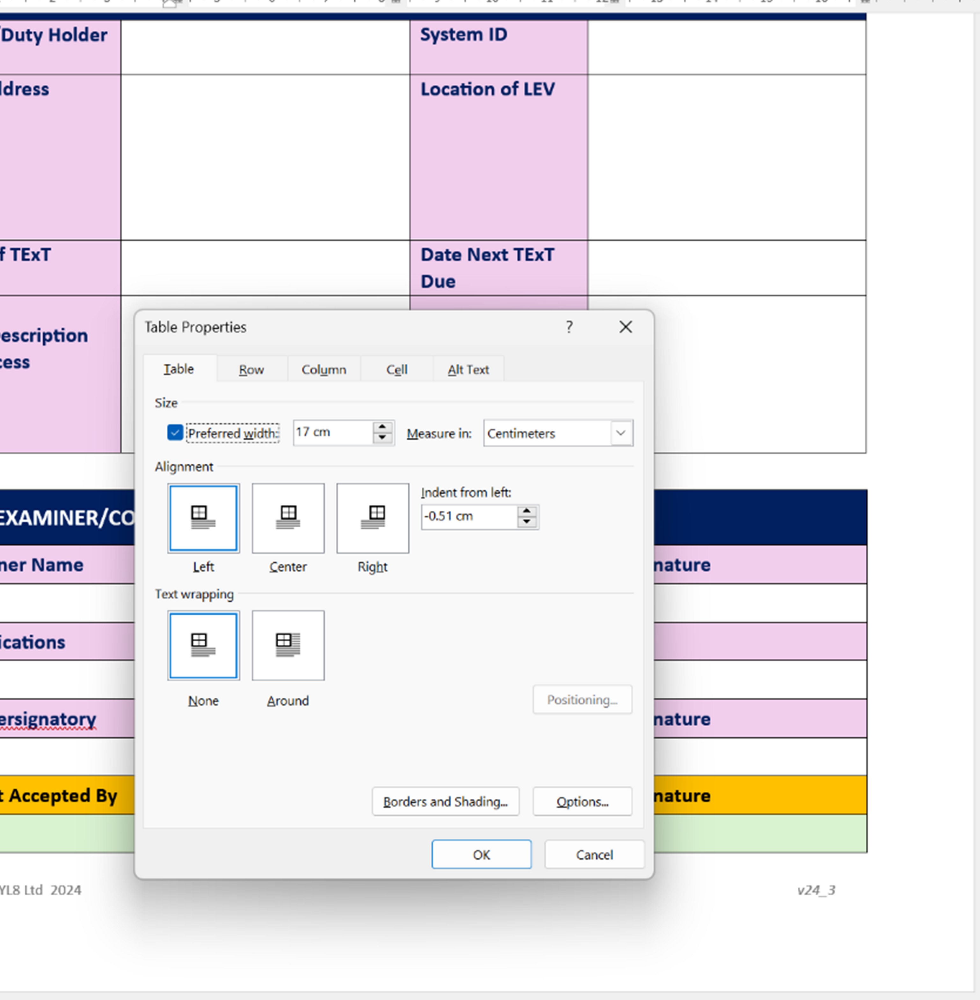 /Duty Holder
System ID
ddress
Location of LEV
f TExT
Date Next TExT
Due
escription
cess
Table Properties
?
Table Row Column Cell Alt Text
Size
Preferred width: 17 cm Measure in: Centimeters
Alignment
Indent from left:
-0.51 cm
Left Center Right
Text wrapping
None Around
Positioning...
Borders and Shading... Options...
OK Cancel
EXAMINER/CO
ner Name
nature
ications
ersignatory
nature
t Accepted By
nature
YL8 Ltd 2024
v24_3